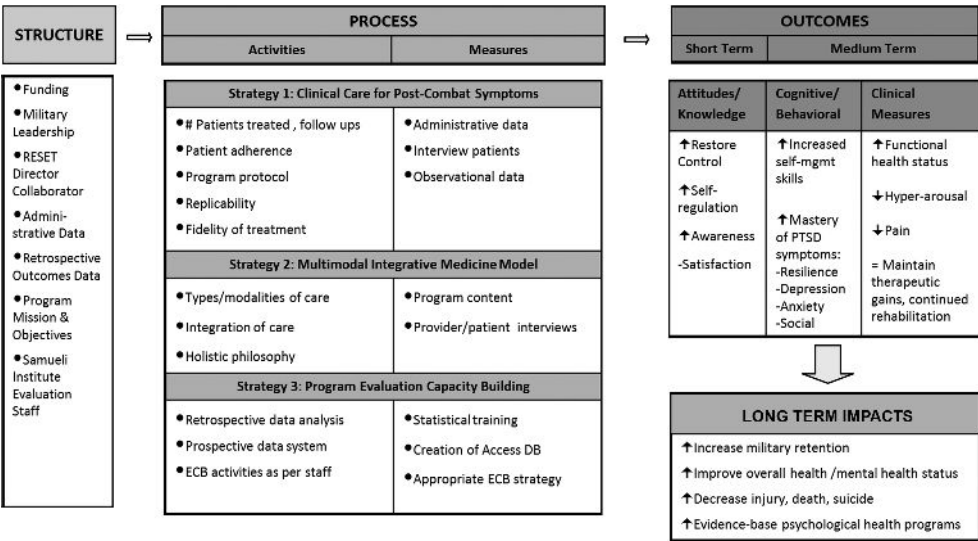 STRUCTURE
PROCESS
Activities
Measures
OUTCOMES
Short Term
Medium Term
●Funding
●Military
Leadership
●RESET
Director
Collaborator
●Admini-
strative Data
●Retrospective
Outcomes Data
●Program
Mission &
Objectives
●Samueli
Institute
Evaluation
Staff
Strategy 1: Clinical Care for Post-Combat Symptoms
●# Patients treated , follow ups
●Patient adherence
●Program protocol
●Replicability
●Fidelity of treatment
●Administrative data
●Interview patients
●Observational data
Strategy 2: Multimodal Integrative Medicine Model
●Types/modalities of care
●Integration of care
●Holistic philosophy
●Program content
●Provider/patient interviews
Strategy 3: Program Evaluation Capacity Building
●Retrospective data analysis
●Prospective data system
●ECB activities as per staff
●Statistical training
●Creation of Access DB
●Appropriate ECB strategy
Attitudes/
Knowledge
↑Restore
Control
↑Self-
regulation
↑Awareness
-Satisfaction
Cognitive/
Behavioral
↑Increased
self-mgmt
skills
↑Mastery
of PTSD
symptoms:
-Resilience
-Depression
-Anxiety
-Social
Clinical
Measures
↑Functional
health status
↓Hyper-arousal
↓Pain
= Maintain
therapeutic
gains, continued
rehabilitation
LONG TERM IMPACTS
↑Increase military retention
↑Improve overall health /mental health status
↑Decrease injury, death, suicide
↑Evidence-base psychological health programs